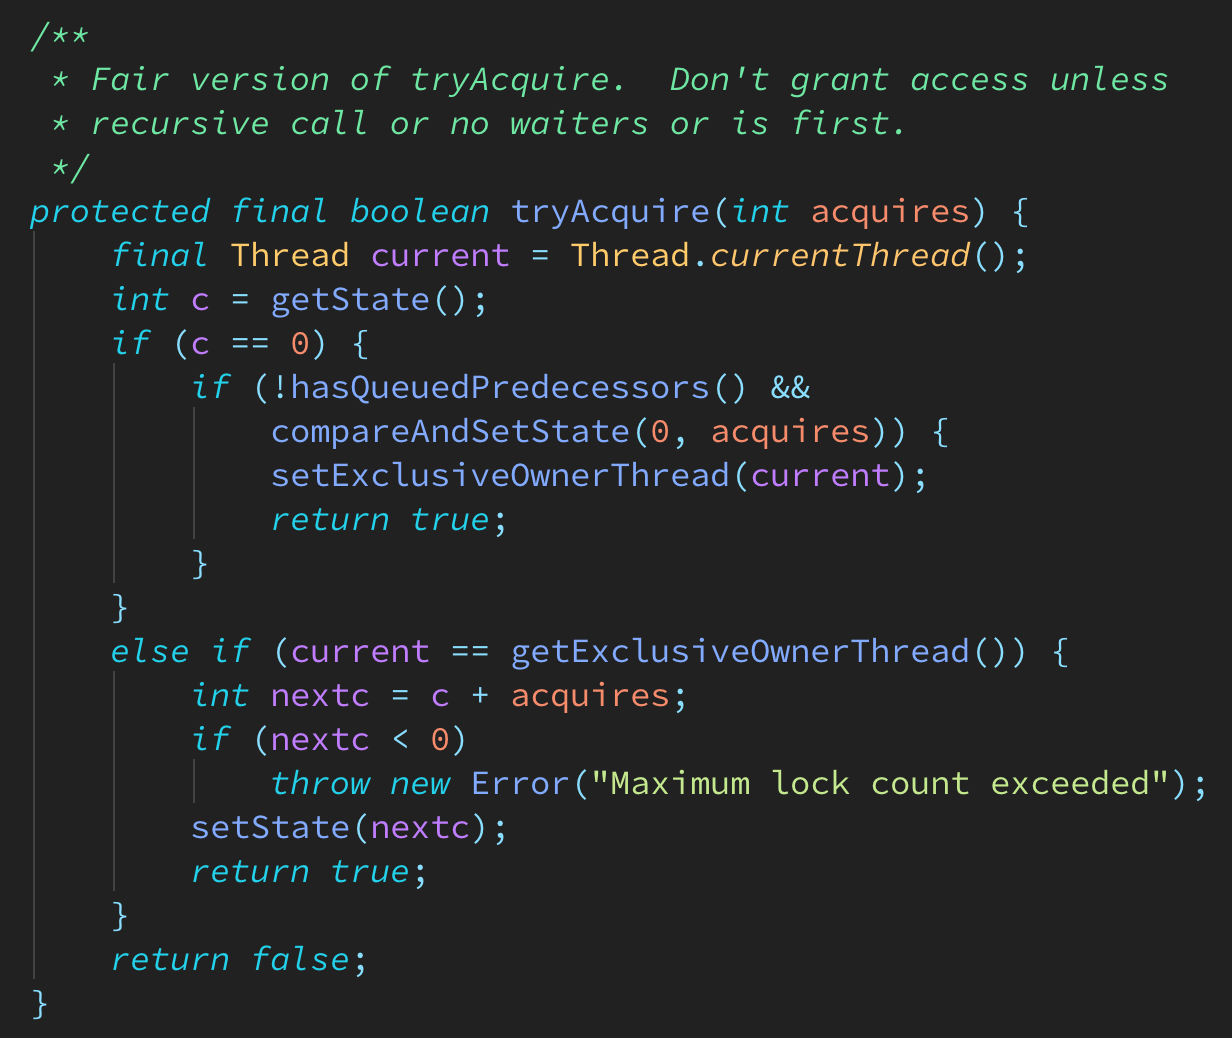 /**
 * Fair version of tryAcquire.  Don't grant access unless
 * recursive call or no waiters or is first.
 */
protected final boolean tryAcquire(int acquires) {
    final Thread current = Thread.currentThread();
    int c = getState();
    if (c == 0) {
        if (!hasQueuedPredecessors() &&
            compareAndSetState(0, acquires)) {
            setExclusiveOwnerThread(current);
            return true;
        }
    }
    else if (current == getExclusiveOwnerThread()) {
        int nextc = c + acquires;
        if (nextc < 0)
            throw new Error("Maximum lock count exceeded");
        setState(nextc);
        return true;
    }
    return false;
}